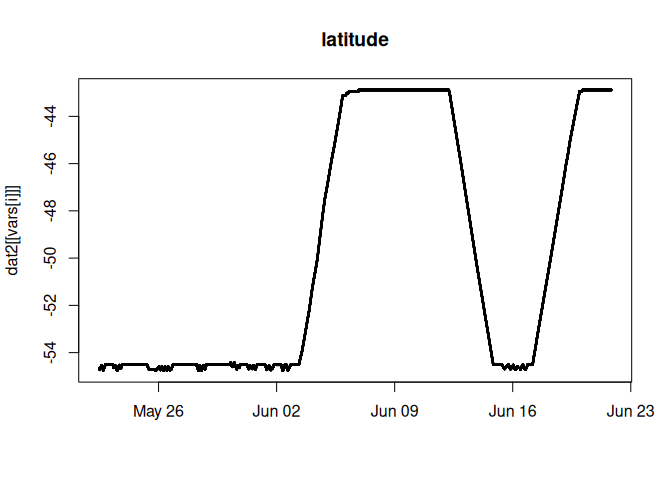 latitude
dat2[[vars[i]]]
-44
-46
-48
-50
-52
-54
May 26
Jun 02
Jun 09
Jun 16
Jun 23